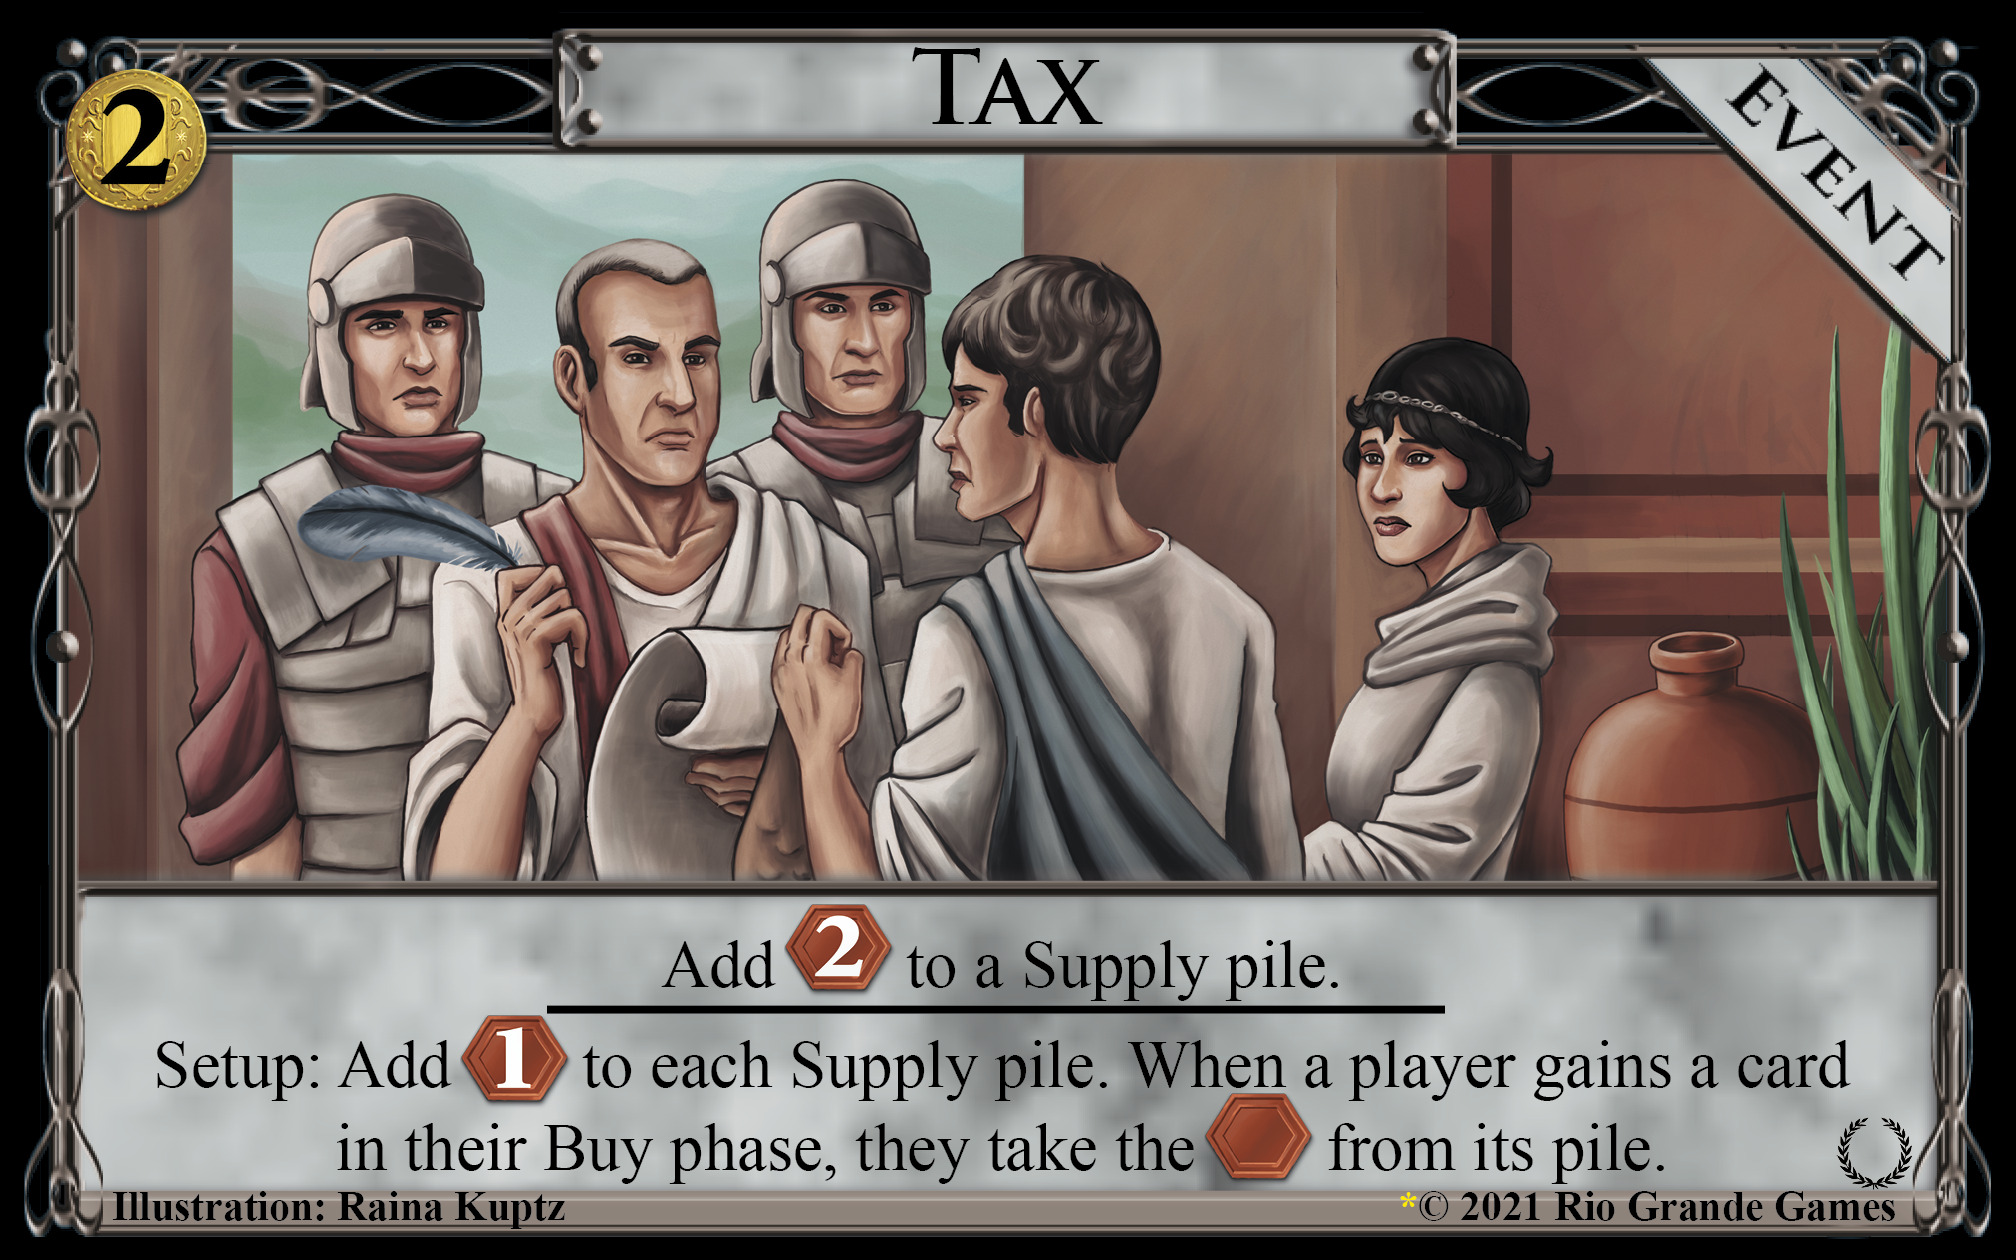 2
TAX
EVENT
Add 2 to a Supply pile.
Setup: Add 1 to each Supply pile. When a player gains a card
in their Buy phase, they take the from its pile.
Illustration: Raina Kuptz
*© 2021 Rio Grande Games